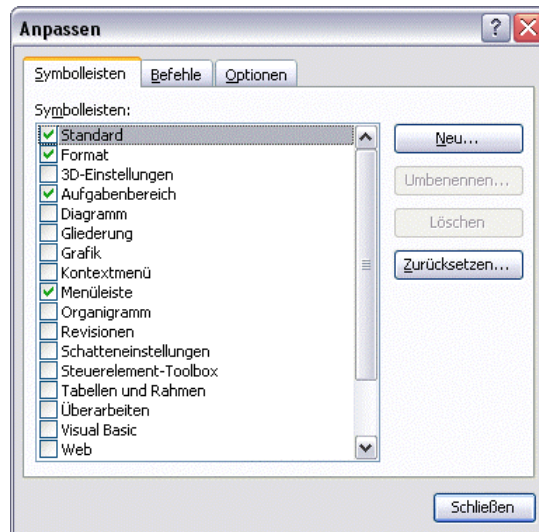 Anpassen
Symbolleisten Befehle Optionen
Symbolleisten:
Standard
Format
3D-Einstellungen
Aufgabenbereich
Diagramm
Gliederung
Grafik
Kontextmenü
Menüleiste
Organigramm
Revisionen
Schatteneinstellungen
Steuerelement-Toolbox
Tabellen und Rahmen
Überarbeiten
Visual Basic
Web
Neu...
Umbenennen...
Löschen
Zurücksetzen...
Schließen